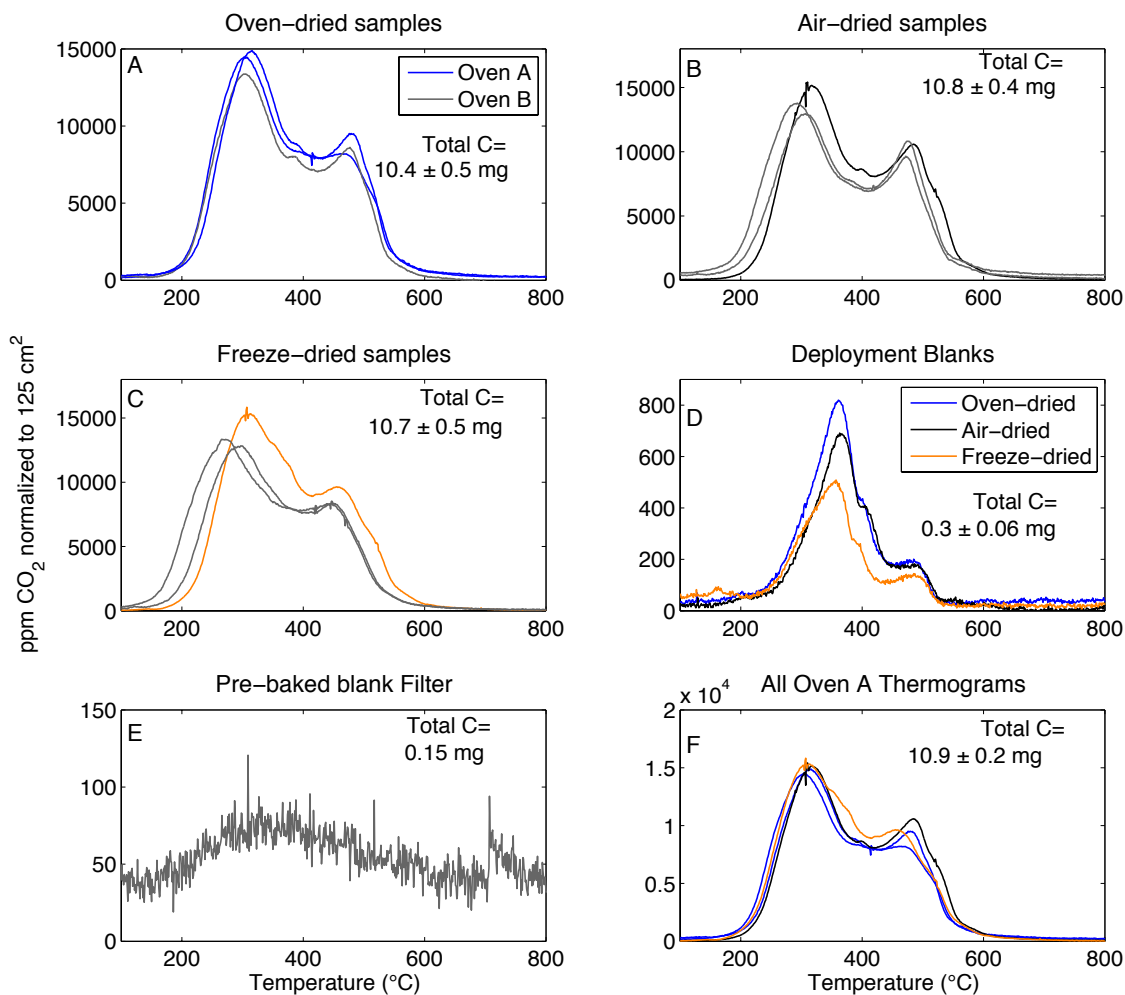 Oven−dried samples
15000
10000
5000
0
A
Oven A
Oven B
Total C=
10.4 ± 0.5 mg
200 400 600 800
Air−dried samples
15000
10000
5000
0
B
Total C=
10.8 ± 0.4 mg
200 400 600 800
ppm CO2 normalized to 125 cm2
Freeze−dried samples
15000
10000
5000
0
C
Total C=
10.7 ± 0.5 mg
200 400 600 800
Deployment Blanks
800
600
400
200
0
D
Oven−dried
Air−dried
Freeze−dried
Total C=
0.3 ± 0.06 mg
200 400 600 800
Pre−baked blank Filter
150
100
50
0
E
Total C=
0.15 mg
200 400 600 800
Temperature (°C)
All Oven A Thermograms
x 10^4
2
1.5
1
0.5
0
F
Total C=
10.9 ± 0.2 mg
200 400 600 800
Temperature (°C)